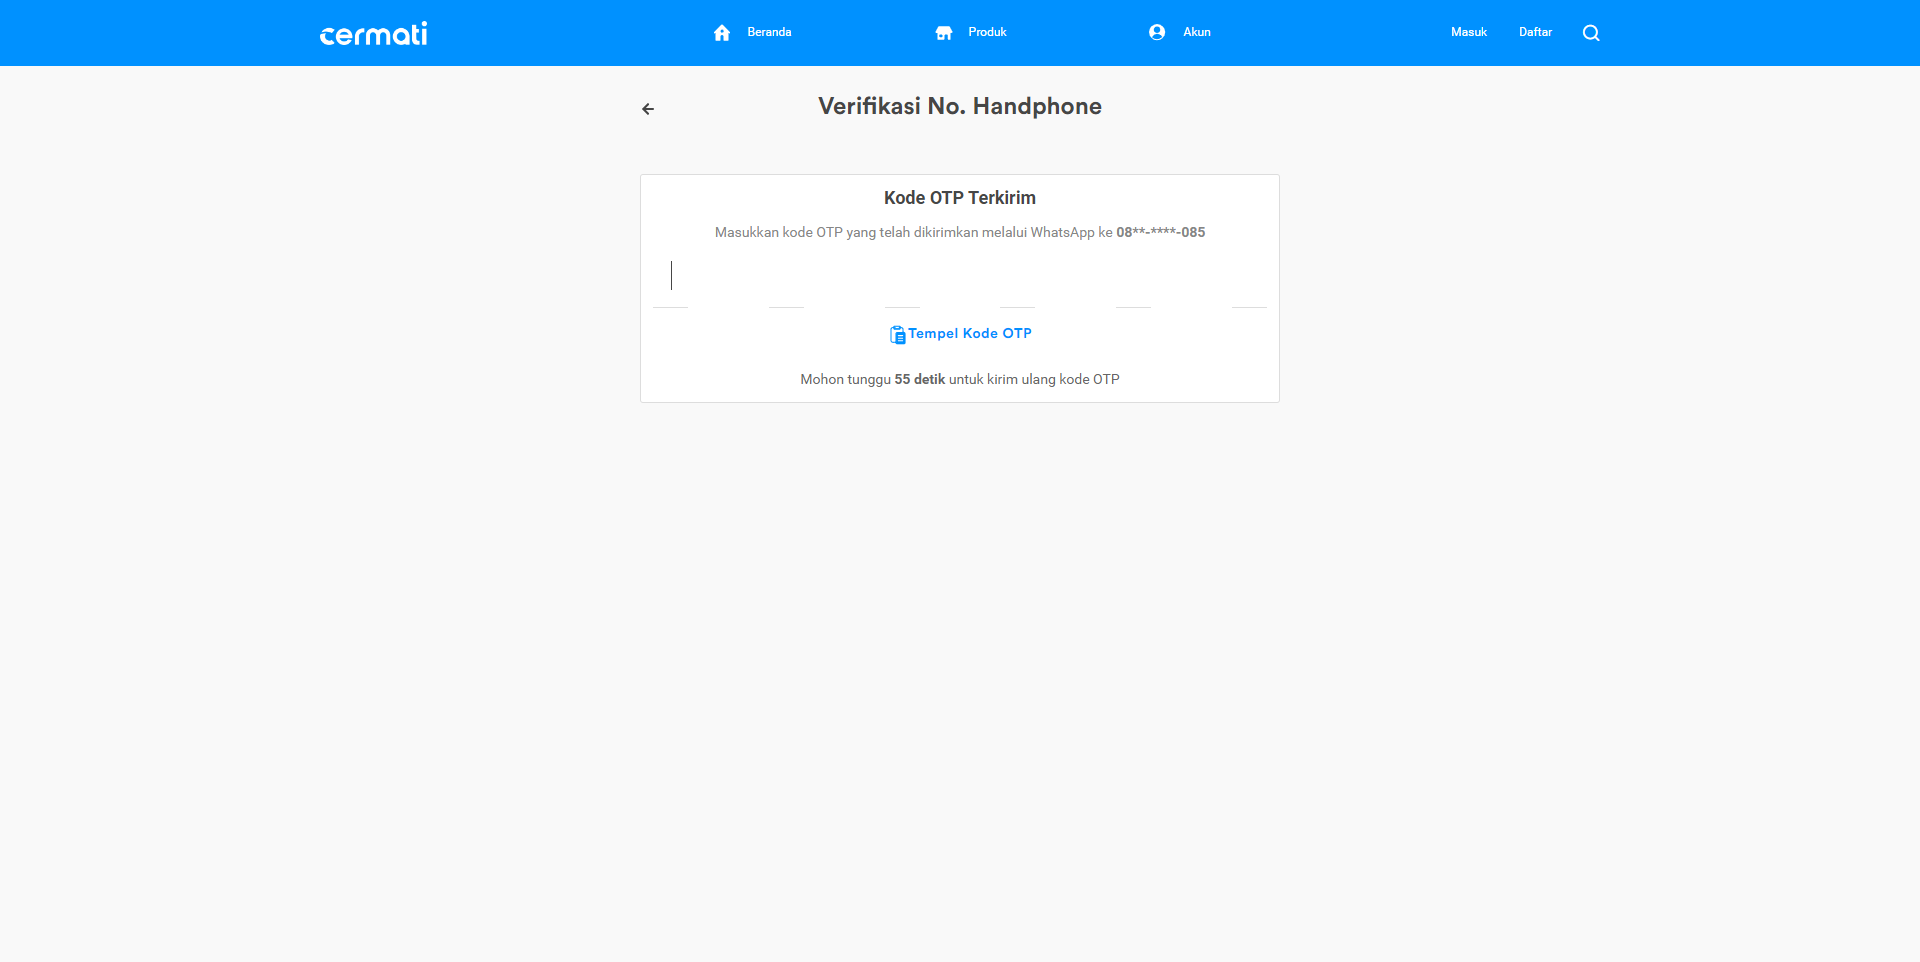 cermati
Beranda
Produk
Akun
Masuk
Daftar
Verifikasi No. Handphone
Kode OTP Terkirim
Masukkan kode OTP yang telah dikirimkan melalui WhatsApp ke 08**-****-085
Tempel Kode OTP
Mohon tunggu 55 detik untuk kirim ulang kode OTP